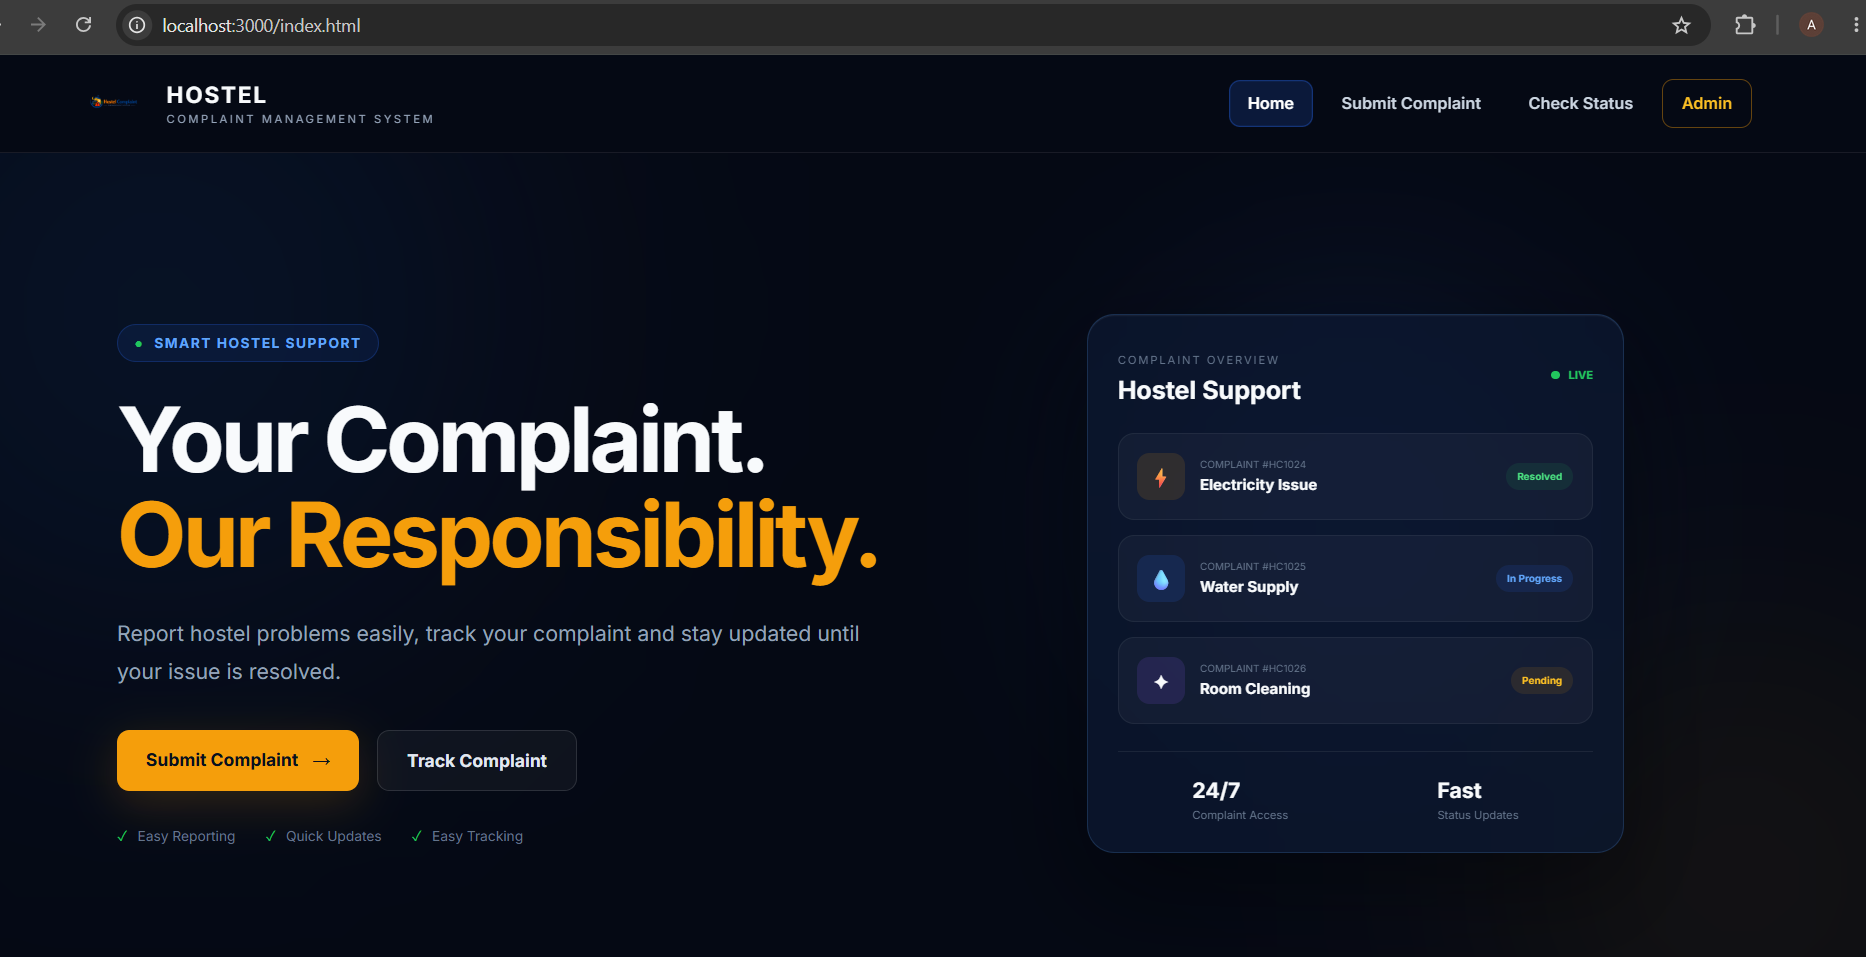 localhost:3000/index.html
A
HOSTEL
COMPLAINT MANAGEMENT SYSTEM
Home
Submit Complaint
Check Status
Admin
SMART HOSTEL SUPPORT
Your Complaint.
Our Responsibility.
Report hostel problems easily, track your complaint and stay updated until
your issue is resolved.
Submit Complaint →
Track Complaint
✓ Easy Reporting
✓ Quick Updates
✓ Easy Tracking
COMPLAINT OVERVIEW
Hostel Support
LIVE
COMPLAINT #HC1024
Electricity Issue
Resolved
COMPLAINT #HC1025
Water Supply
In Progress
COMPLAINT #HC1026
Room Cleaning
Pending
24/7
Complaint Access
Fast
Status Updates